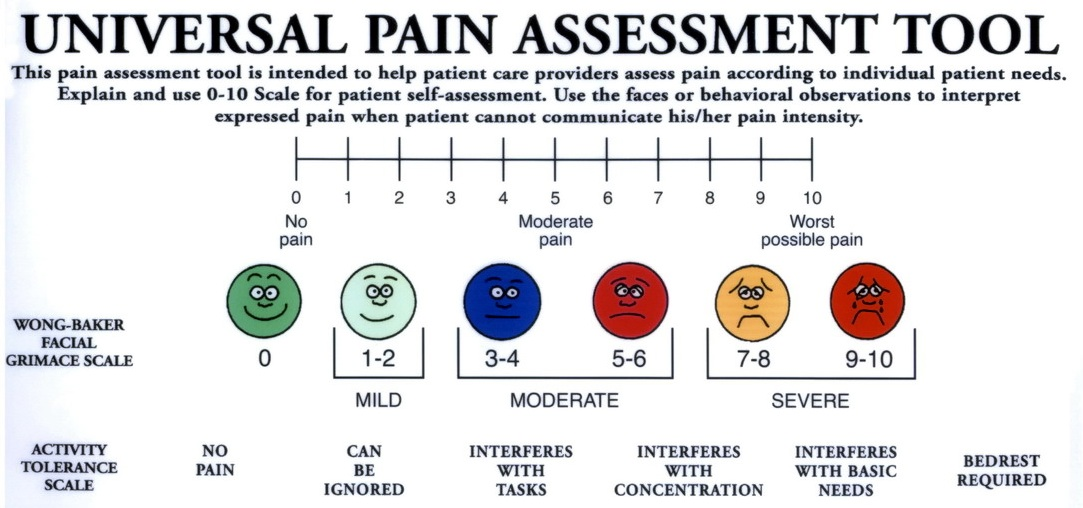 UNIVERSAL PAIN ASSESSMENT TOOL
This pain assessment tool is intended to help patient care providers assess pain according to individual patient needs.
Explain and use 0-10 Scale for patient self-assessment. Use the faces or behavioral observations to interpret
expressed pain when patient cannot communicate his/her pain intensity.
0 1 2 3 4 5 6 7 8 9 10
No Moderate Worst
pain pain possible pain
WONG-BAKER
FACIAL
GRIMACE SCALE
0 1-2 3-4 5-6 7-8 9-10
MILD MODERATE SEVERE
ACTIVITY
TOLERANCE
SCALE
NO
PAIN
CAN
BE
IGNORED
INTERFERES
WITH
TASKS
INTERFERES
WITH
CONCENTRATION
INTERFERES
WITH BASIC
NEEDS
BEDREST
REQUIRED